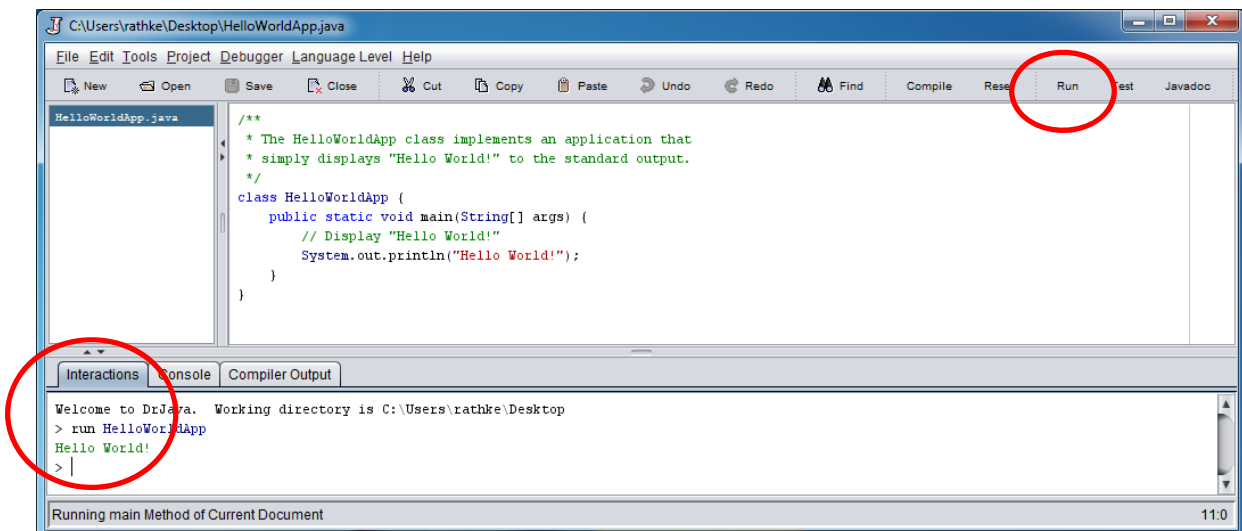 C:\Users\rathke\Desktop\HelloWorldApp.java
File Edit Tools Project Debugger Language Level Help
New Open Save Close Cut Copy Paste Undo Redo Find Compile Reset Run Test Javadoc
HelloWorldApp.java
/**
* The HelloWorldApp class implements an application that
* simply displays "Hello World!" to the standard output.
*/
class HelloWorldApp {
public static void main(String[] args) {
// Display "Hello World!"
System.out.println("Hello World!");
}
}
Interactions Console Compiler Output
Welcome to DrJava. Working directory is C:\Users\rathke\Desktop
> run HelloWorldApp
Hello World!
>
Running main Method of Current Document 11:0